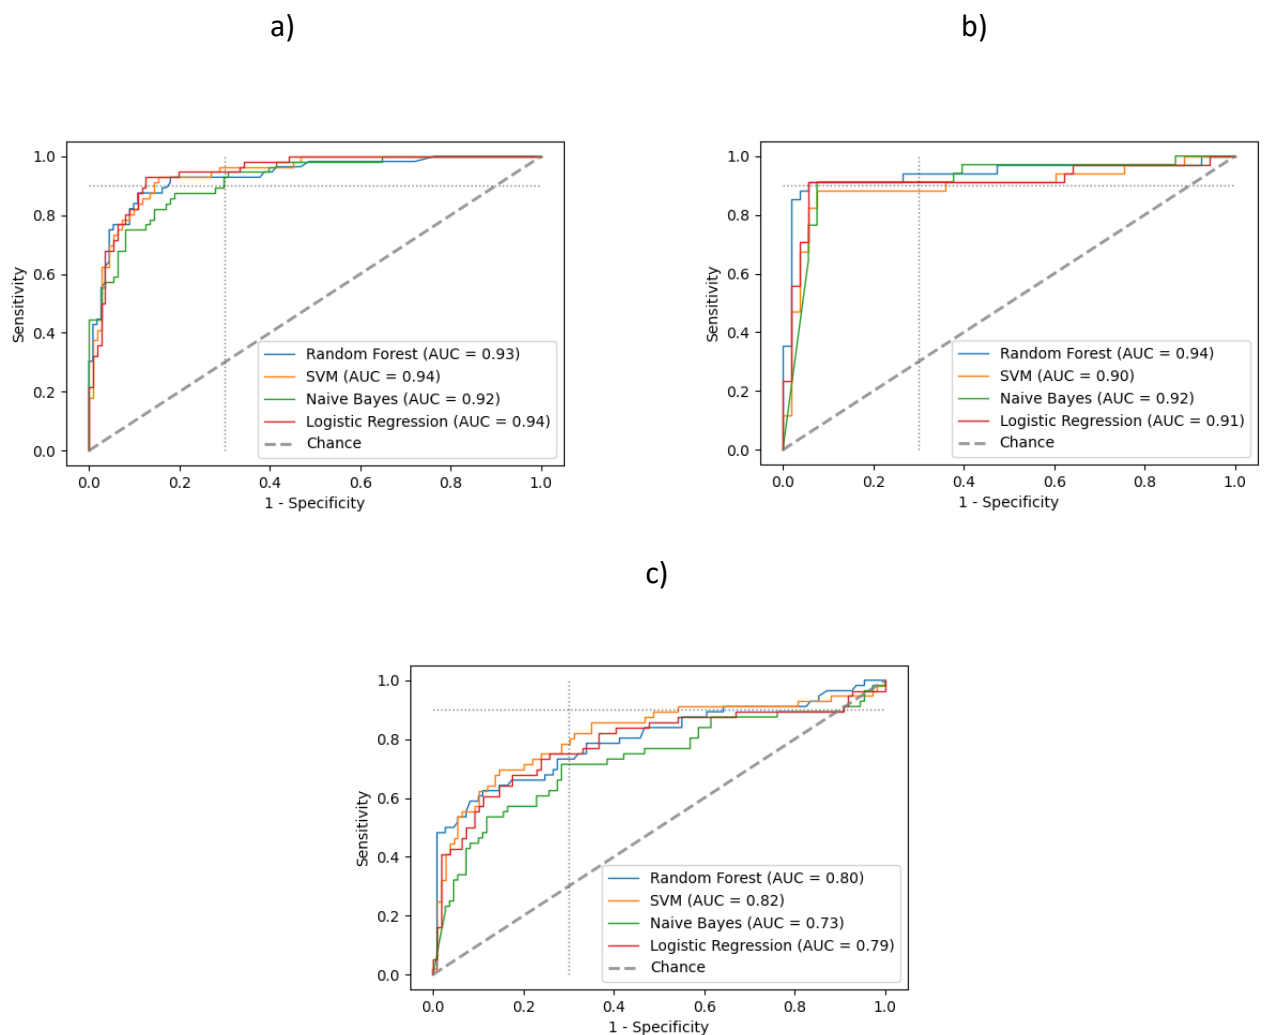 a)
1.0
0.8
0.6
0.4
0.2
0.0
Sensitivity
Random Forest (AUC = 0.93)
SVM (AUC = 0.94)
Naive Bayes (AUC = 0.92)
Logistic Regression (AUC = 0.94)
Chance
0.0 0.2 0.4 0.6 0.8 1.0
1 - Specificity
b)
1.0
0.8
0.6
0.4
0.2
0.0
Sensitivity
Random Forest (AUC = 0.94)
SVM (AUC = 0.90)
Naive Bayes (AUC = 0.92)
Logistic Regression (AUC = 0.91)
Chance
0.0 0.2 0.4 0.6 0.8 1.0
1 - Specificity
c)
1.0
0.8
0.6
0.4
0.2
0.0
Sensitivity
Random Forest (AUC = 0.80)
SVM (AUC = 0.82)
Naive Bayes (AUC = 0.73)
Logistic Regression (AUC = 0.79)
Chance
0.0 0.2 0.4 0.6 0.8 1.0
1 - Specificity